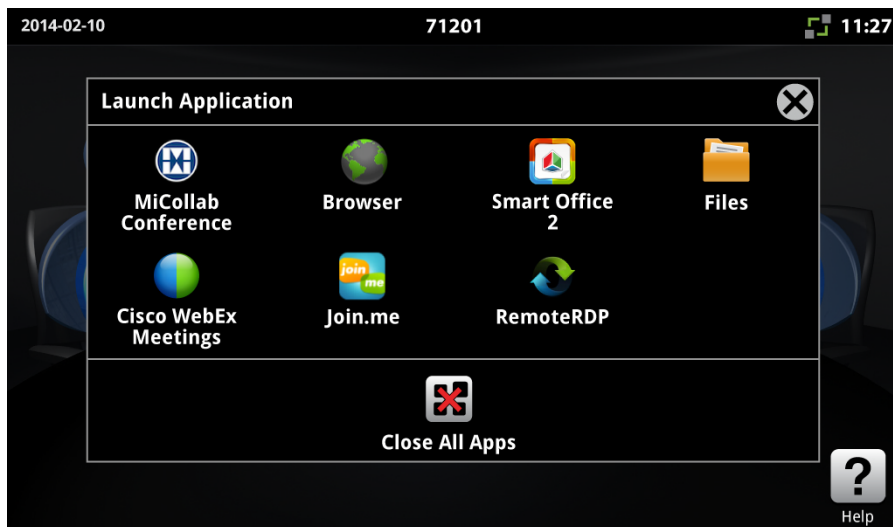 2014-02-10
71201
11:27
Launch Application
MiCollab
Conference
Browser
Smart Office
2
Files
Cisco WebEx
Meetings
join
me
Join.me
RemoteRDP
Close All Apps
?
Help